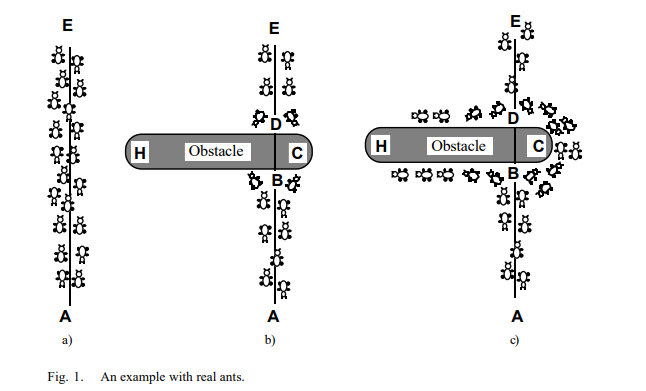 E
A
a)
E
D
H Obstacle C
B
A
b)
E
D
H Obstacle C
B
A
c)
Fig. 1. An example with real ants.